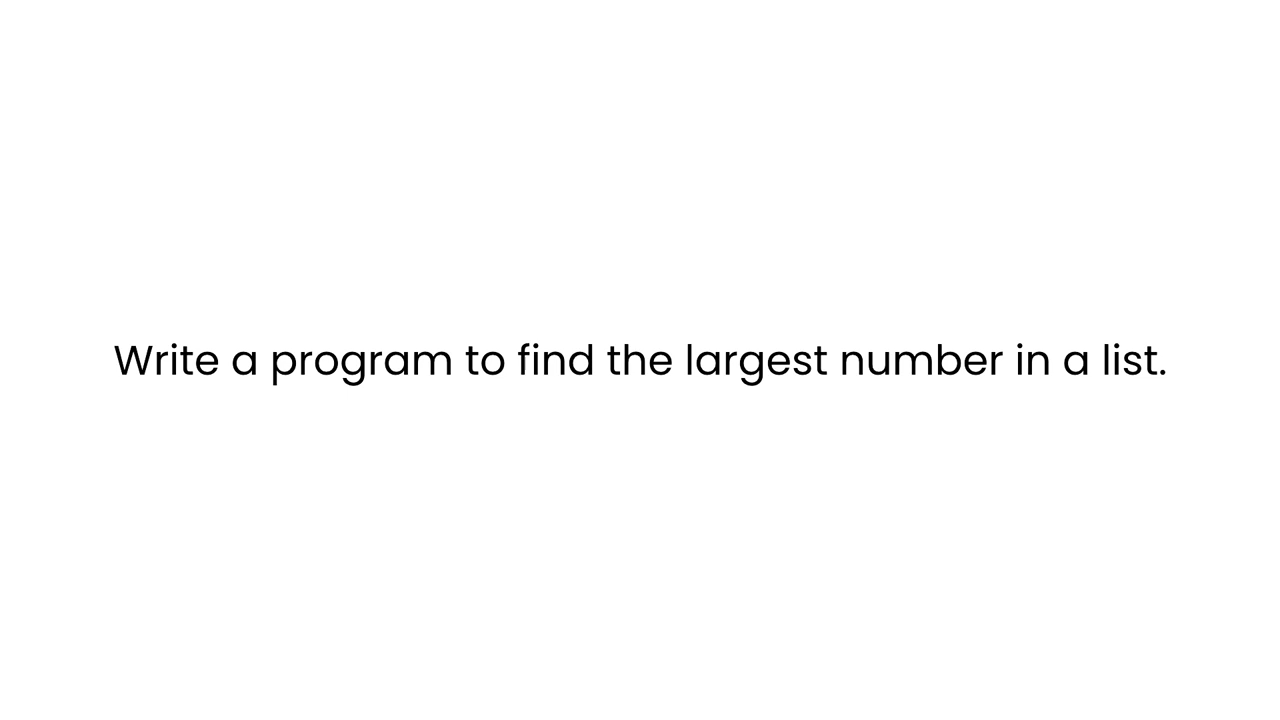 Write a program to find the largest number in a list.